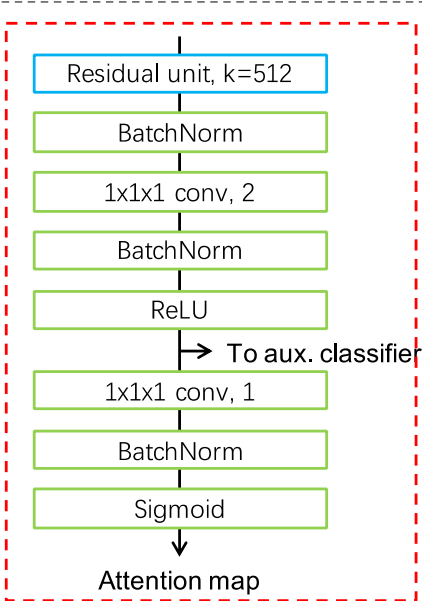 Residual unit, k=512
BatchNorm
1x1x1 conv, 2
BatchNorm
ReLU
To aux. classifier
1x1x1 conv, 1
BatchNorm
Sigmoid
Attention map